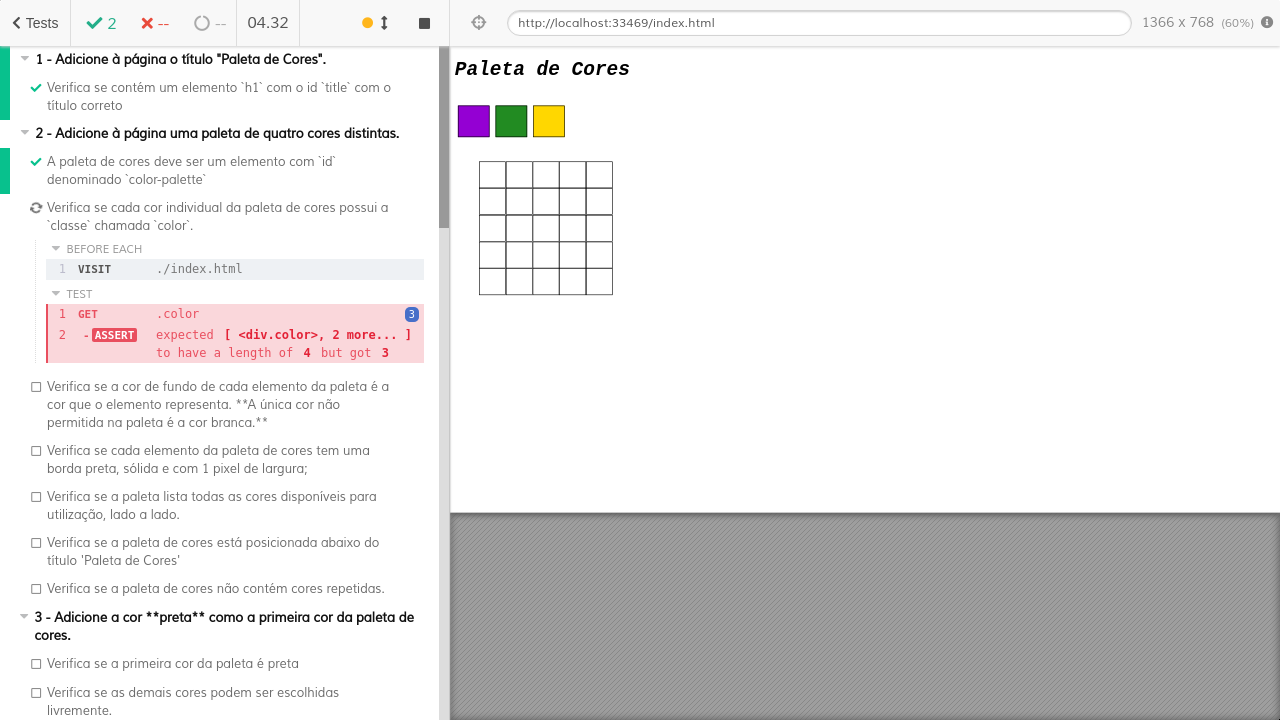 Tests
2
--
--
04.32
http://localhost:33469/index.html
1366 x 768 (60%)
1 - Adicione à página o título "Paleta de Cores".
Verifica se contém um elemento `h1` com o id `title` com o
título correto
2 - Adicione à página uma paleta de quatro cores distintas.
A paleta de cores deve ser um elemento com `id`
denominado `color-palette`
Verifica se cada cor individual da paleta de cores possui a
`classe` chamada `color`.
BEFORE EACH
1 VISIT ./index.html
TEST
1 GET .color 3
2 -ASSERT expected [ <div.color>, 2 more... ]
to have a length of 4 but got 3
Verifica se a cor de fundo de cada elemento da paleta é a
cor que o elemento representa. **A única cor não
permitida na paleta é a cor branca.**
Verifica se cada elemento da paleta de cores tem uma
borda preta, sólida e com 1 pixel de largura;
Verifica se a paleta lista todas as cores disponíveis para
utilização, lado a lado.
Verifica se a paleta de cores está posicionada abaixo do
título 'Paleta de Cores'
Verifica se a paleta de cores não contém cores repetidas.
3 - Adicione a cor **preta** como a primeira cor da paleta de
cores.
Verifica se a primeira cor da paleta é preta
Verifica se as demais cores podem ser escolhidas
livremente.
Paleta de Cores